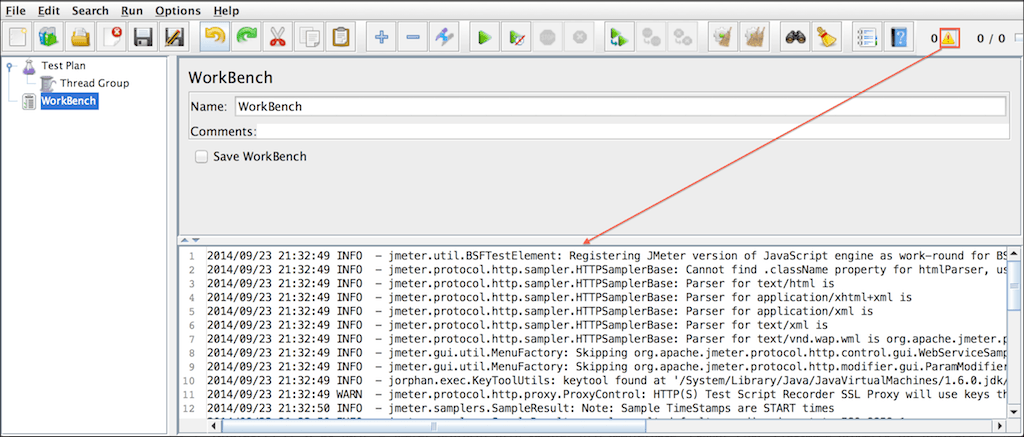 File Edit Search Run Options Help
0 0 / 0
Test Plan
Thread Group
WorkBench
WorkBench
Name: WorkBench
Comments:
Save WorkBench
1 2014/09/23 21:32:49 INFO - jmeter.util.BSFTestElement: Registering JMeter version of JavaScript engine as work-round for BS
2 2014/09/23 21:32:49 INFO - jmeter.protocol.http.sampler.HTTPSamplerBase: Cannot find .className property for htmlParser, us
3 2014/09/23 21:32:49 INFO - jmeter.protocol.http.sampler.HTTPSamplerBase: Parser for text/html is
4 2014/09/23 21:32:49 INFO - jmeter.protocol.http.sampler.HTTPSamplerBase: Parser for application/xhtml+xml is
5 2014/09/23 21:32:49 INFO - jmeter.protocol.http.sampler.HTTPSamplerBase: Parser for application/xml is
6 2014/09/23 21:32:49 INFO - jmeter.protocol.http.sampler.HTTPSamplerBase: Parser for text/xml is
7 2014/09/23 21:32:49 INFO - jmeter.protocol.http.sampler.HTTPSamplerBase: Parser for text/vnd.wap.wml is org.apache.jmeter.p
8 2014/09/23 21:32:49 INFO - jmeter.gui.util.MenuFactory: Skipping org.apache.jmeter.protocol.http.control.gui.WebServiceSamp
9 2014/09/23 21:32:49 INFO - jmeter.gui.util.MenuFactory: Skipping org.apache.jmeter.protocol.http.modifier.gui.ParamModifier
10 2014/09/23 21:32:49 INFO - jorphan.exec.KeyToolUtils: keytool found at '/System/Library/Java/JavaVirtualMachines/1.6.0.jdk/
11 2014/09/23 21:32:49 WARN - jmeter.protocol.http.proxy.ProxyControl: HTTP(S) Test Script Recorder SSL Proxy will use keys th
12 2014/09/23 21:32:50 INFO - jmeter.samplers.SampleResult: Note: Sample TimeStamps are START times